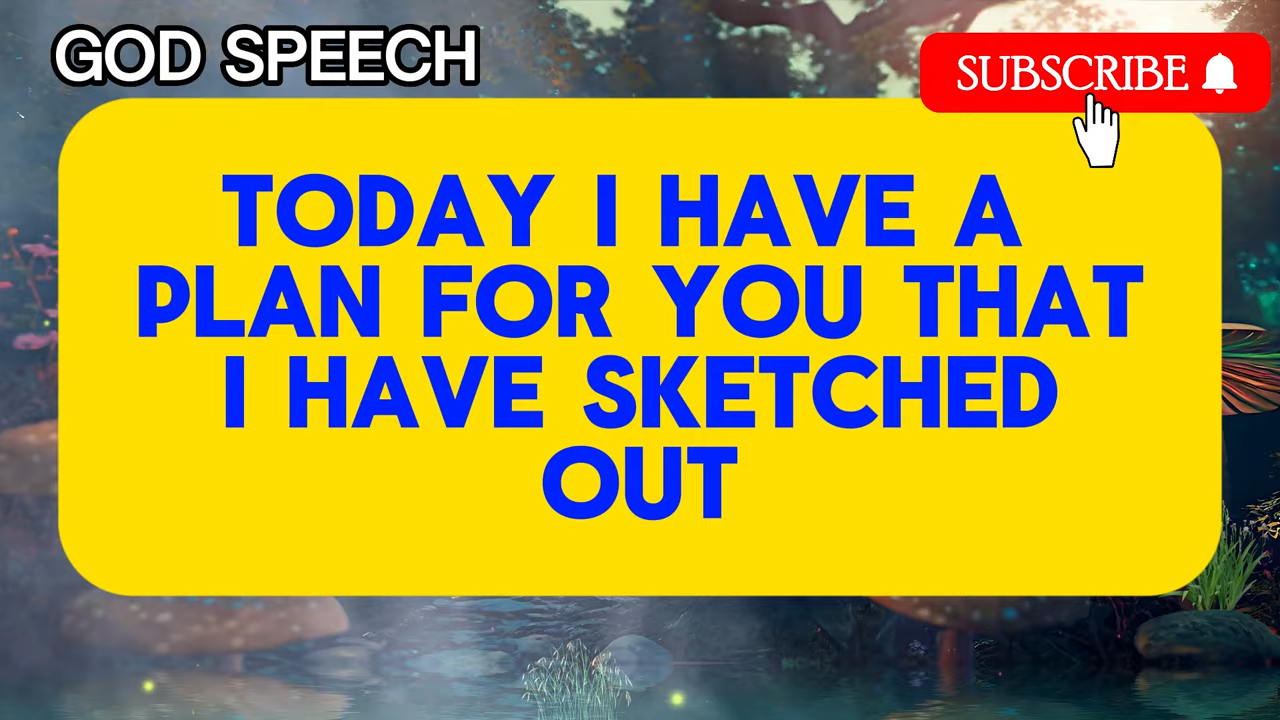 GOD SPEECH
SUBSCRIBE
TODAY I HAVE A
PLAN FOR YOU THAT
I HAVE SKETCHED
OUT